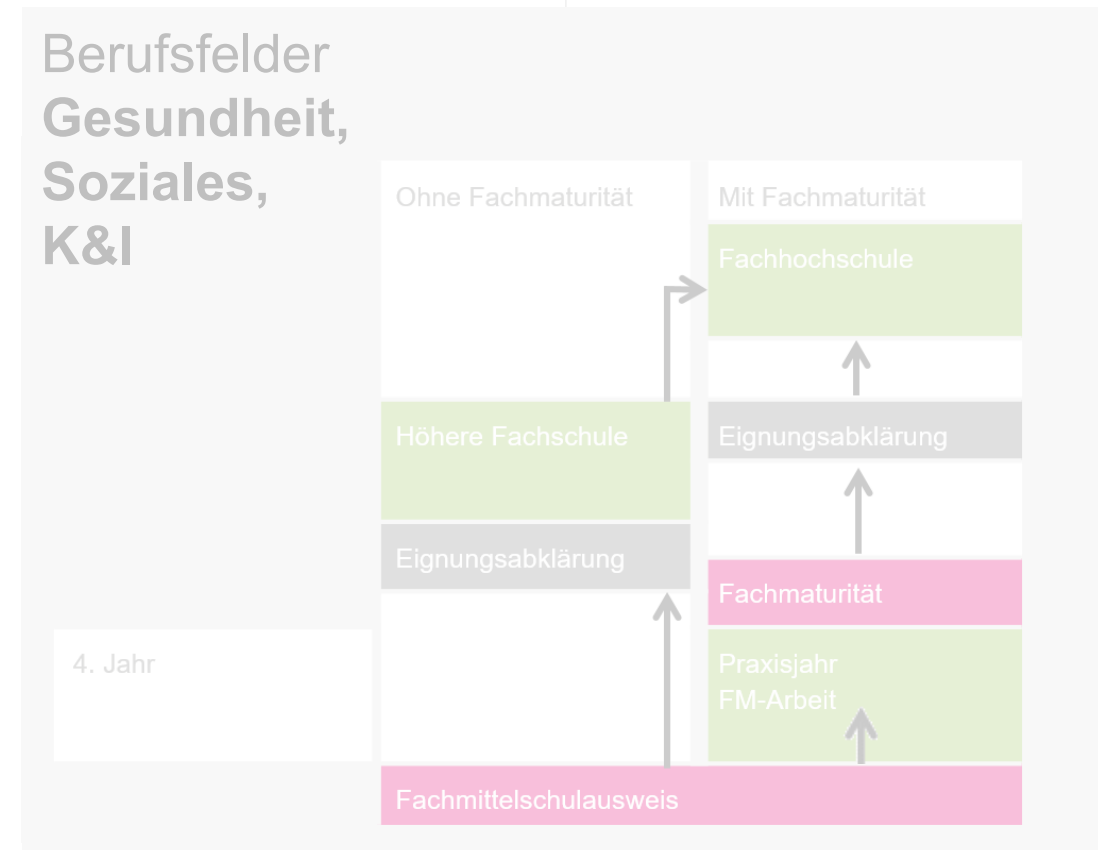 Berufsfelder
Gesundheit,
Soziales,
K&I
Ohne Fachmaturität
Mit Fachmaturität
Fachhochschule
Höhere Fachschule
Eignungsabklärung
Eignungsabklärung
Fachmaturität
4. Jahr
Praxisjahr
FM-Arbeit
Fachmittelschulausweis